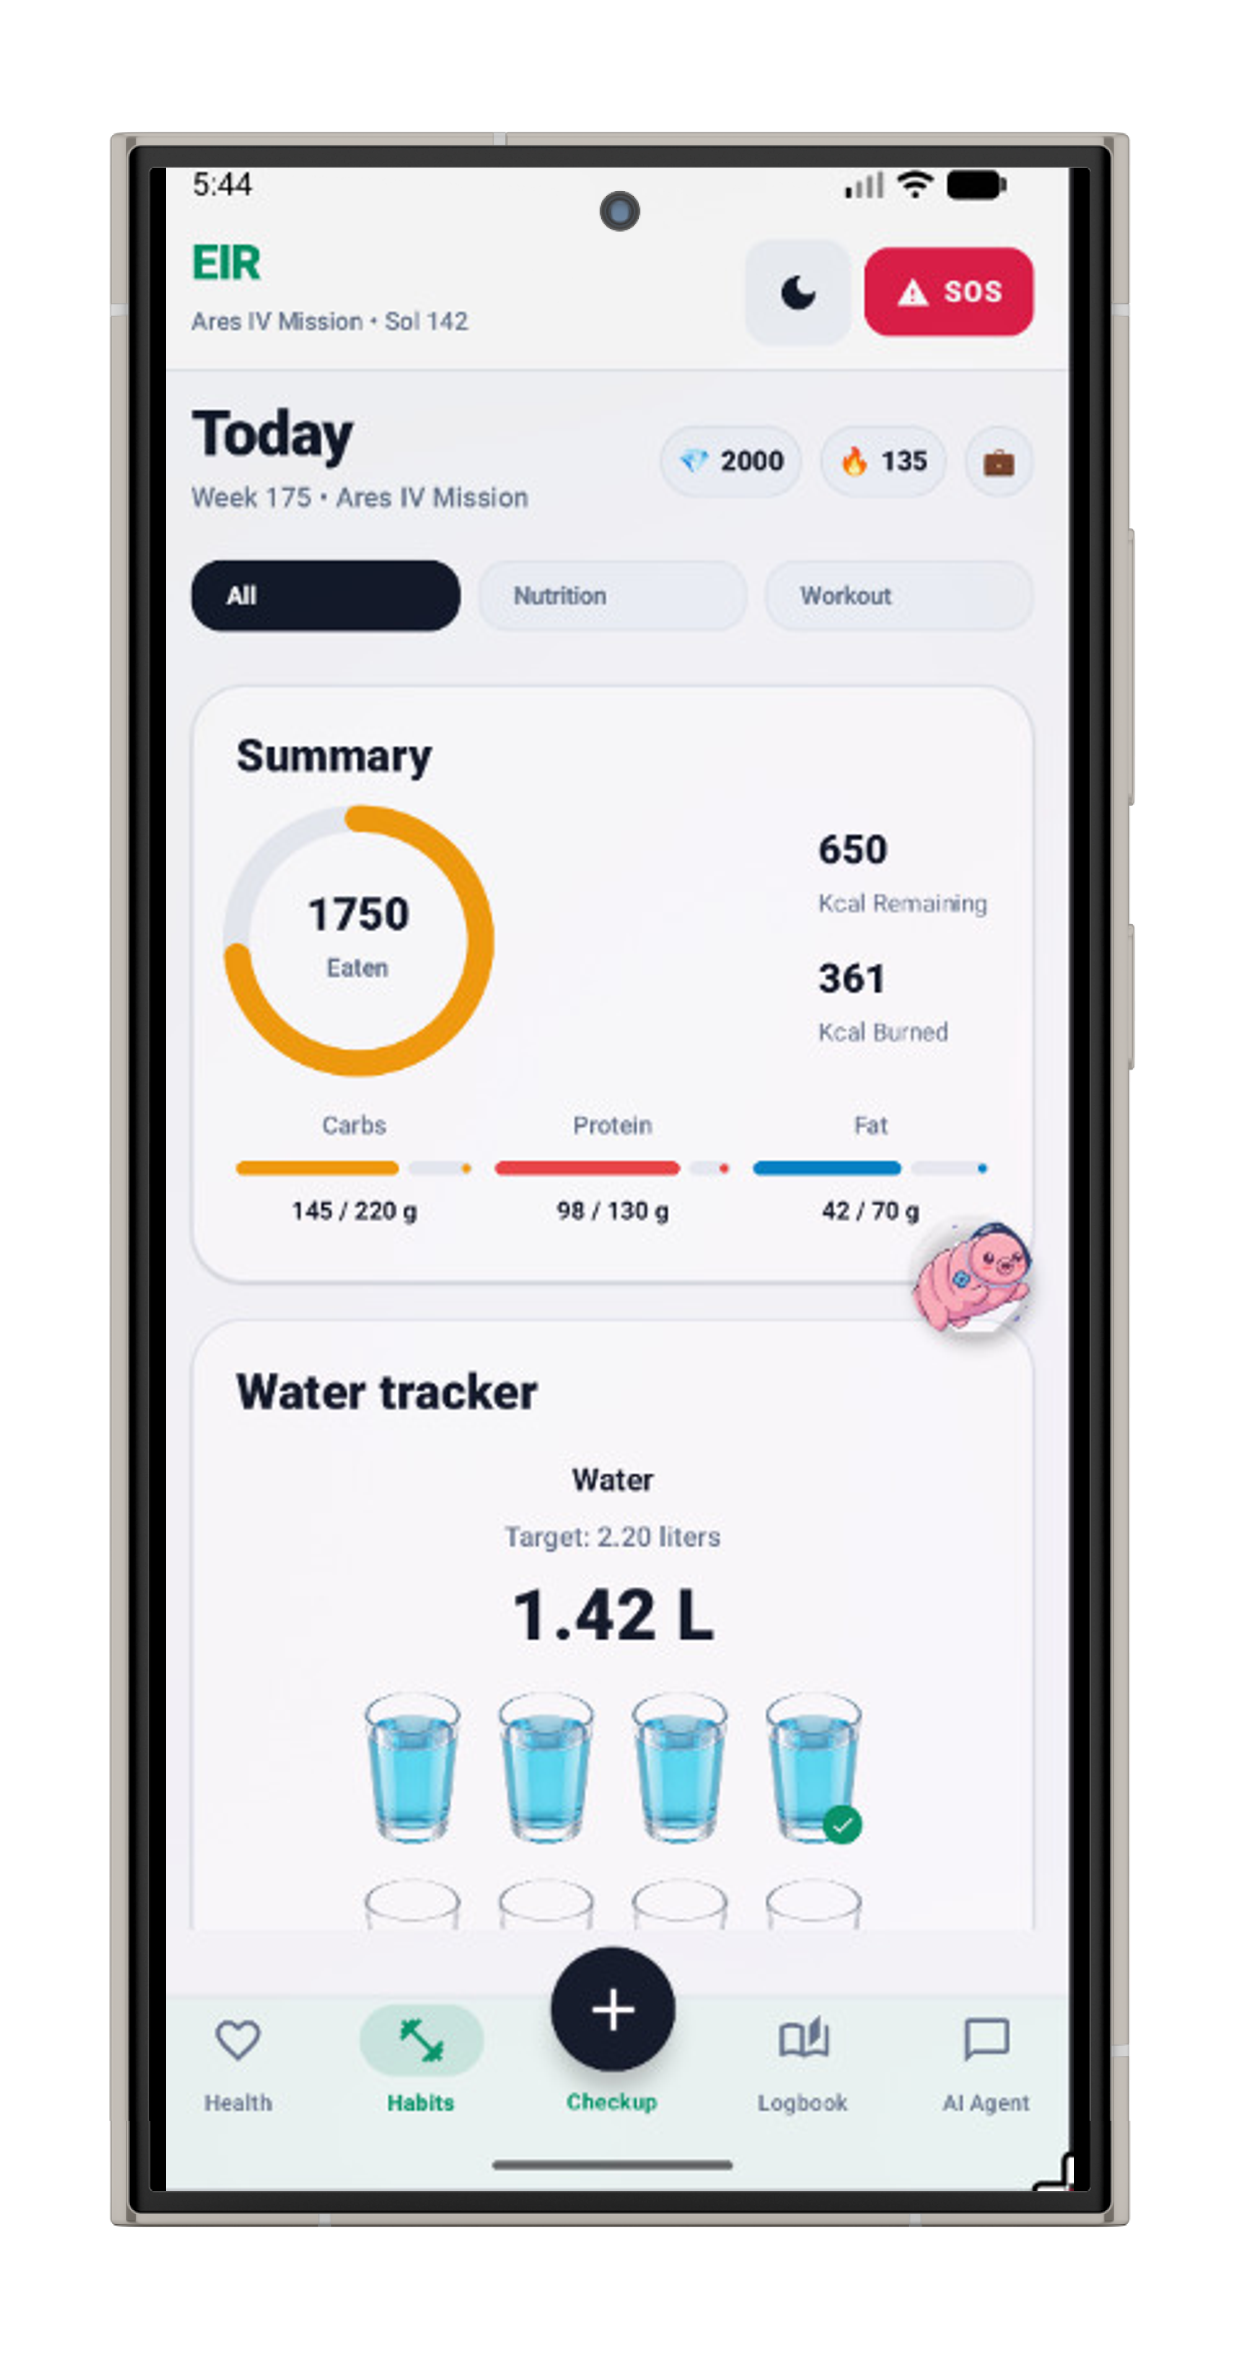 5:44
EIR
Ares IV Mission • Sol 142
SOS
Today
Week 175 • Ares IV Mission
2000
135
All
Nutrition
Workout
Summary
1750
Eaten
650
Kcal Remaining
361
Kcal Burned
Carbs
Protein
Fat
145 / 220 g
98 / 130 g
42 / 70 g
Water tracker
Water
Target: 2.20 liters
1.42 L
Health
Habits
Checkup
Logbook
AI Agent